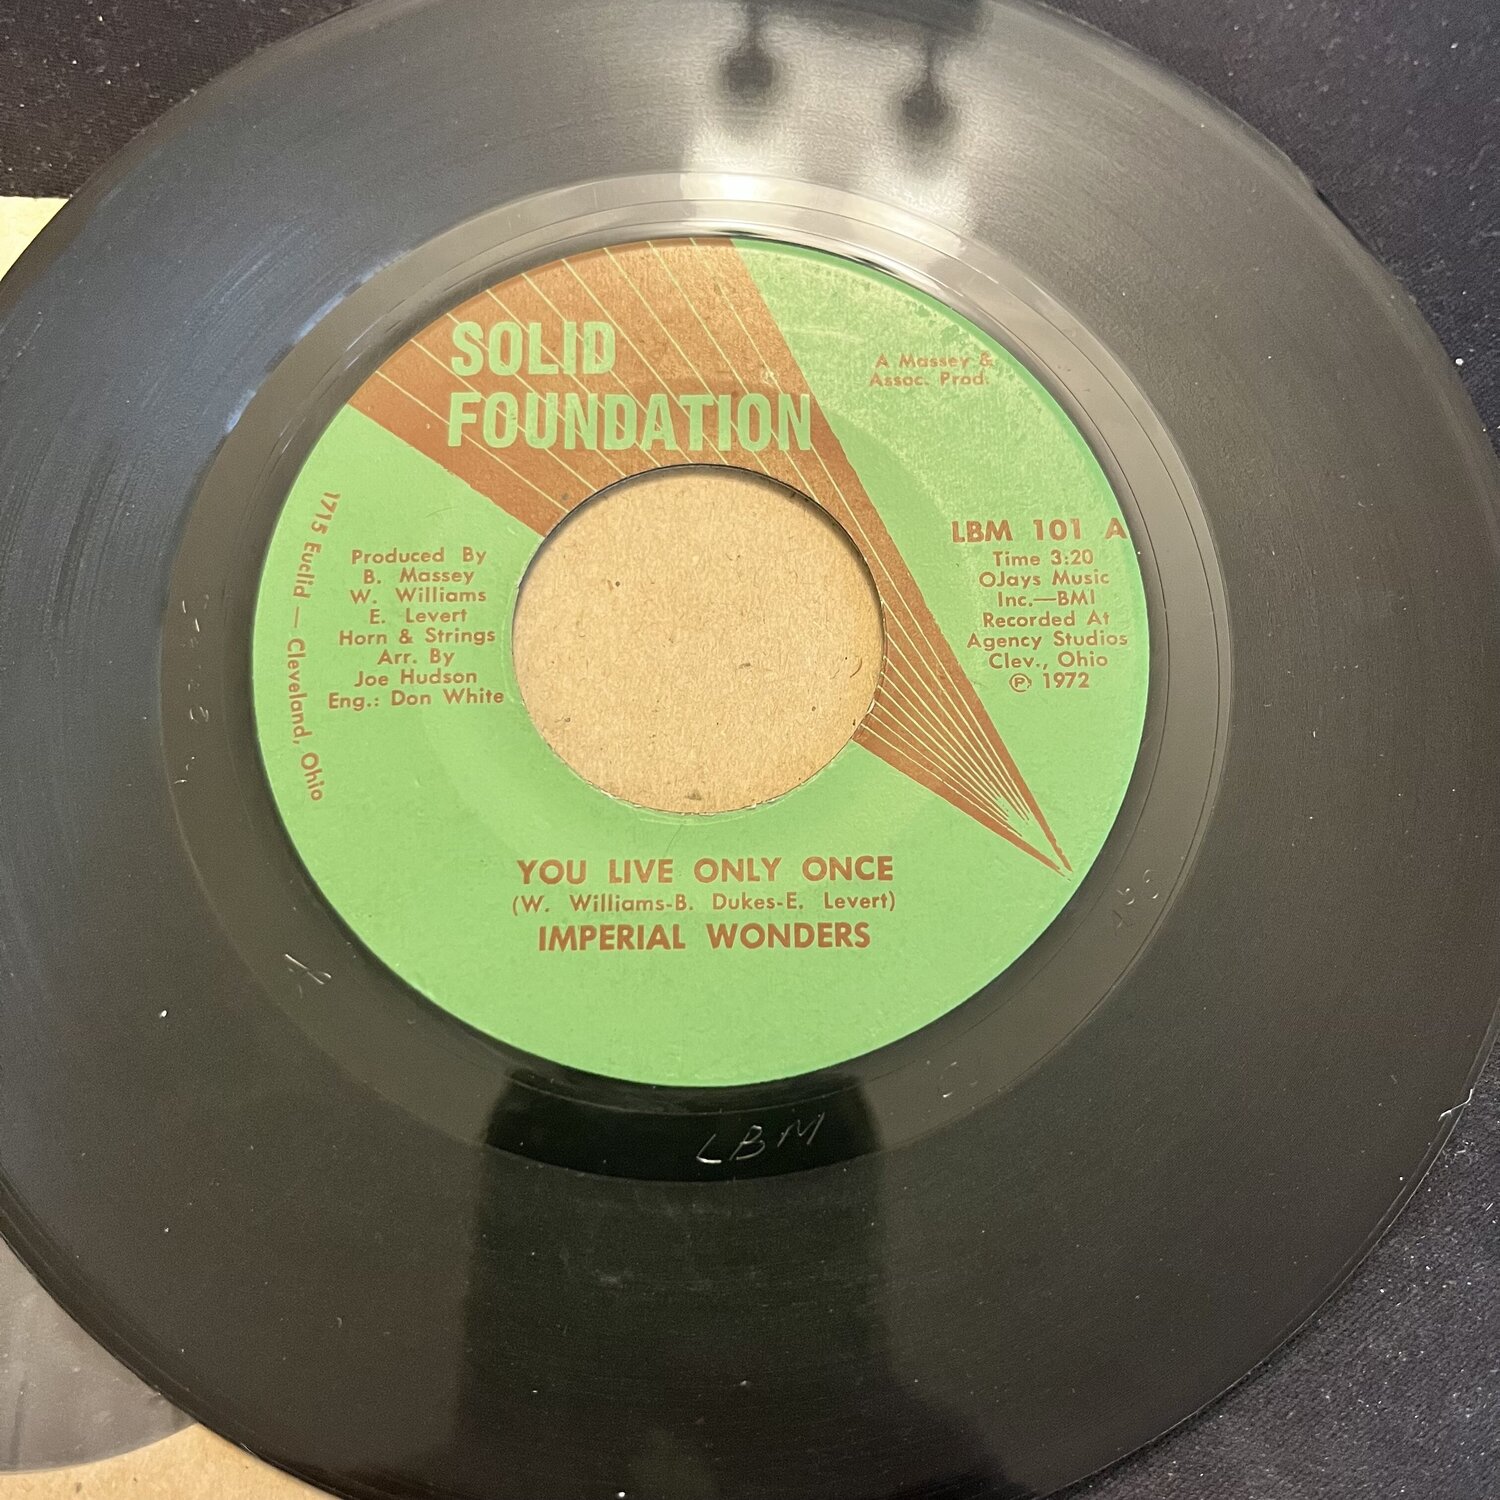 SOLID
FOUNDATION
A Massey &
Assoc. Prod.
1715 Euclid — Cleveland, Ohio
Produced By
B. Massey
W. Williams
E. Levert
Horn & Strings
Arr. By
Joe Hudson
Eng.: Don White
LBM 101 A
Time 3:20
OJays Music
Inc.—BMI
Recorded At
Agency Studios
Clev., Ohio
℗ 1972
YOU LIVE ONLY ONCE
(W. Williams-B. Dukes-E. Levert)
IMPERIAL WONDERS
LBM